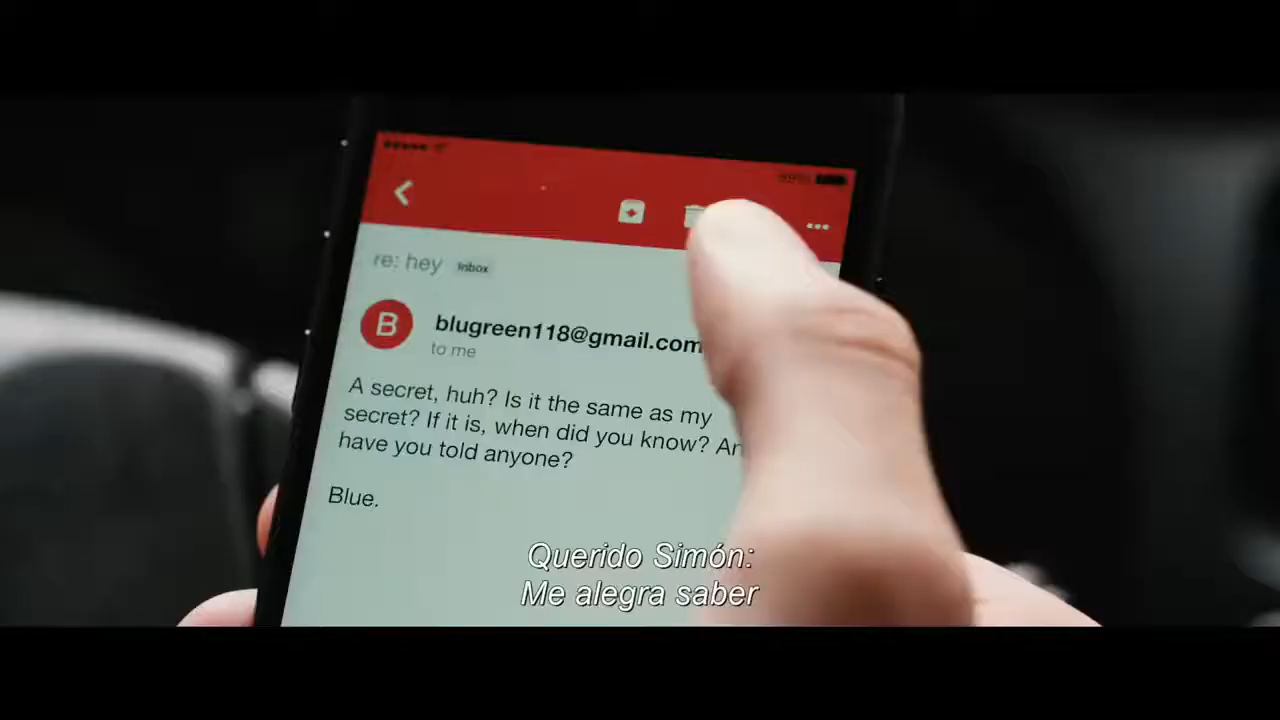 re: hey Inbox
B
blugreen118@gmail.com
to me
A secret, huh? Is it the same as my
secret? If it is, when did you know? An
have you told anyone?
Blue.
Querido Simón:
Me alegra saber